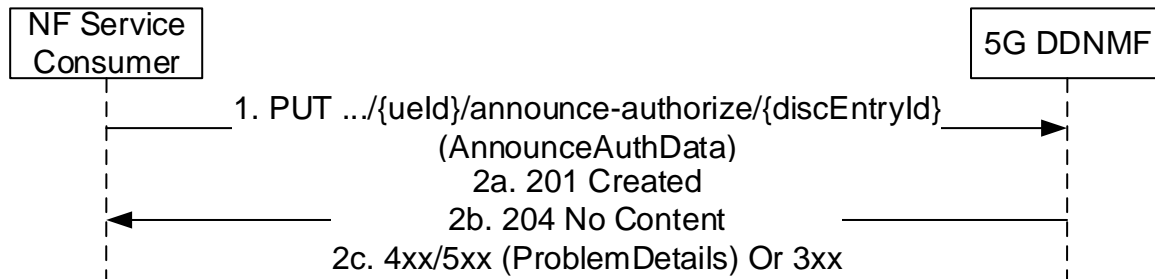 NF Service
Consumer
5G DDNMF
1. PUT .../{ueId}/announce-authorize/{discEntryId}
(AnnounceAuthData)
2a. 201 Created
2b. 204 No Content
2c. 4xx/5xx (ProblemDetails) Or 3xx